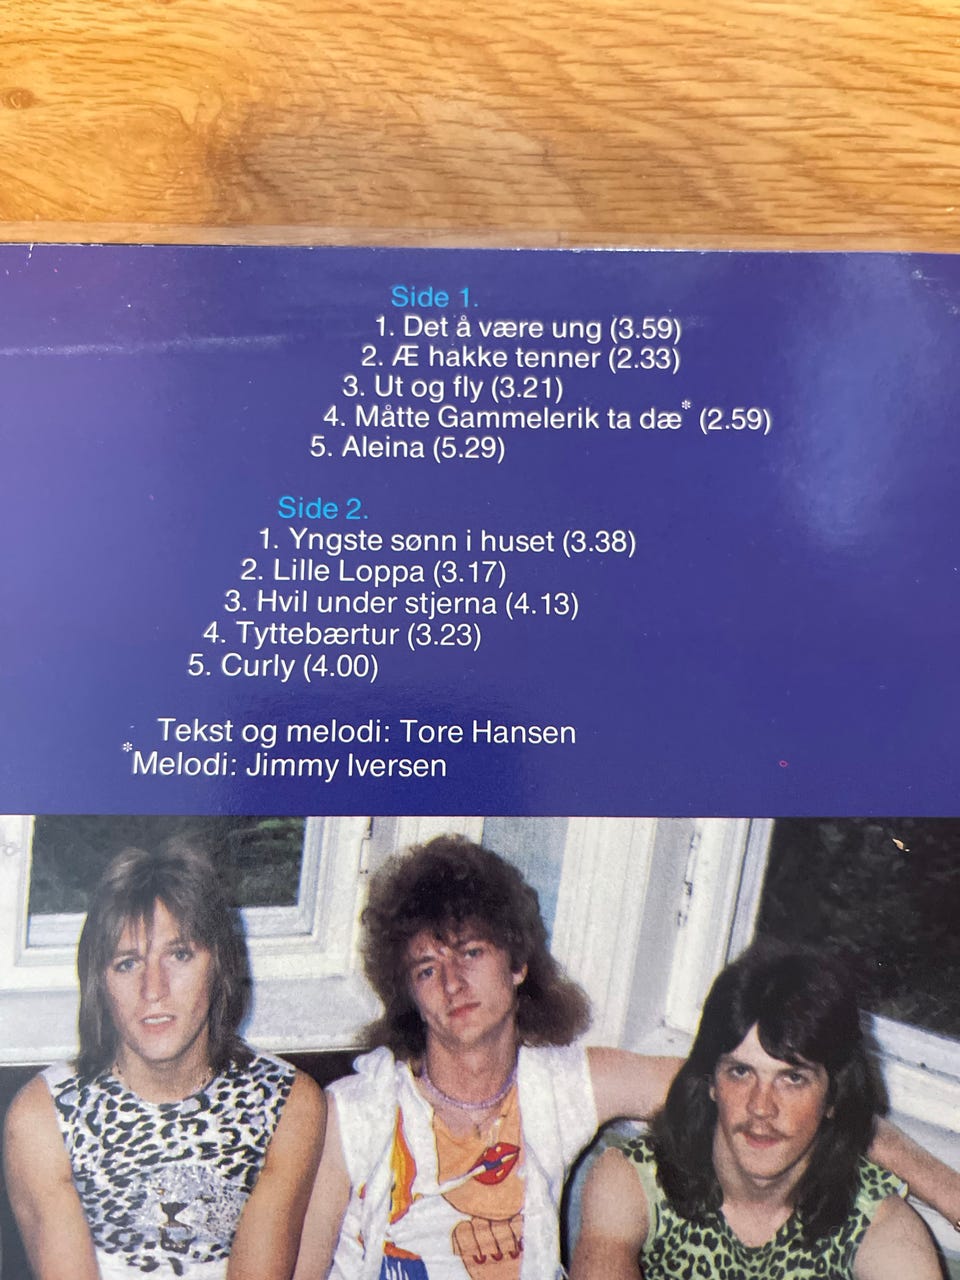 Side 1.
1. Det å være ung (3.59)
2. Æ hakke tenner (2.33)
3. Ut og fly (3.21)
4. Måtte Gammelerik ta dæ* (2.59)
5. Aleina (5.29)
Side 2.
1. Yngste sønn i huset (3.38)
2. Lille Loppa (3.17)
3. Hvil under stjerna (4.13)
4. Tyttebærtur (3.23)
5. Curly (4.00)
Tekst og melodi: Tore Hansen
*Melodi: Jimmy Iversen